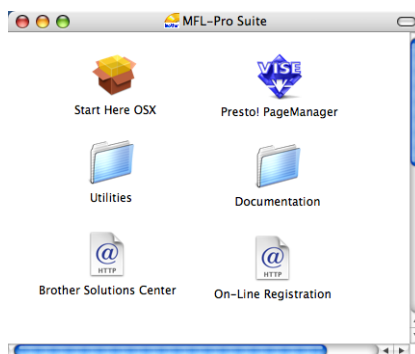 MFL-Pro Suite
Start Here OSX
VISE
Presto! PageManager
Utilities
Documentation
@
HTTP
Brother Solutions Center
@
HTTP
On-Line Registration